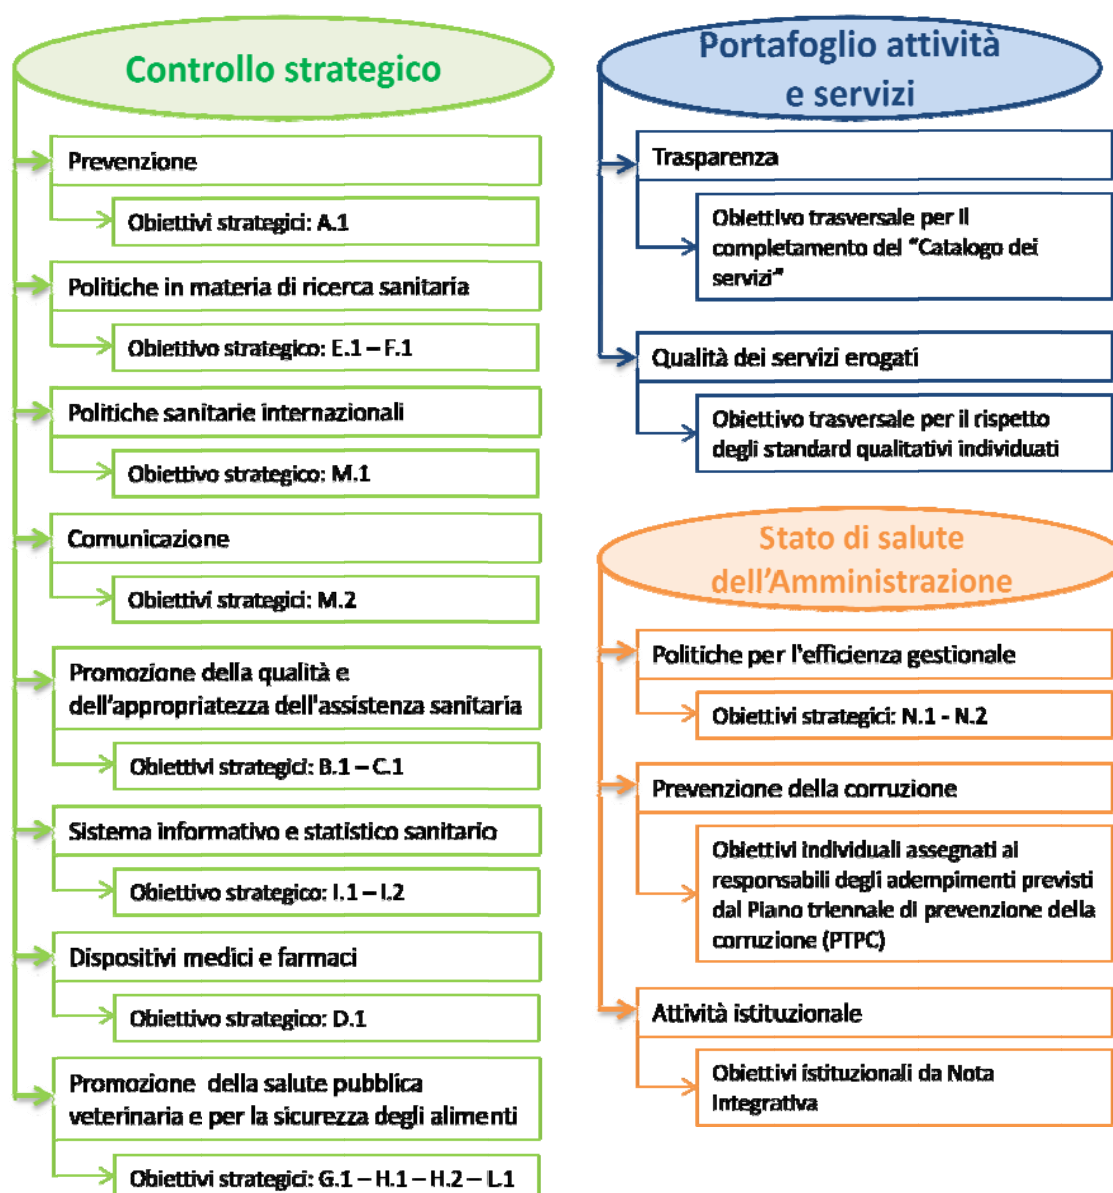 Controllo strategico
Prevenzione
Obiettivi strategici: A.1
Politiche in materia di ricerca sanitaria
Obiettivo strategico: E.1 – F.1
Politiche sanitarie internazionali
Obiettivo strategico: M.1
Comunicazione
Obiettivi strategici: M.2
Promozione della qualità e
dell'appropriatezza dell'assistenza sanitaria
Obiettivi strategici: B.1 – C.1
Sistema informativo e statistico sanitario
Obiettivo strategico: I.1 – I.2
Dispositivi medici e farmaci
Obiettivo strategico: D.1
Promozione della salute pubblica
veterinaria e per la sicurezza degli alimenti
Obiettivi strategici: G.1 – H.1 – H.2 – L.1
Portafoglio attività
e servizi
Trasparenza
Obiettivo trasversale per il
completamento del "Catalogo dei
servizi"
Qualità dei servizi erogati
Obiettivo trasversale per il rispetto
degli standard qualitativi individuati
Stato di salute
dell'Amministrazione
Politiche per l'efficienza gestionale
Obiettivi strategici: N.1 - N.2
Prevenzione della corruzione
Obiettivi individuali assegnati ai
responsabili degli adempimenti previsti
dal Piano triennale di prevenzione della
corruzione (PTPC)
Attività istituzionale
Obiettivi istituzionali da Nota
Integrativa